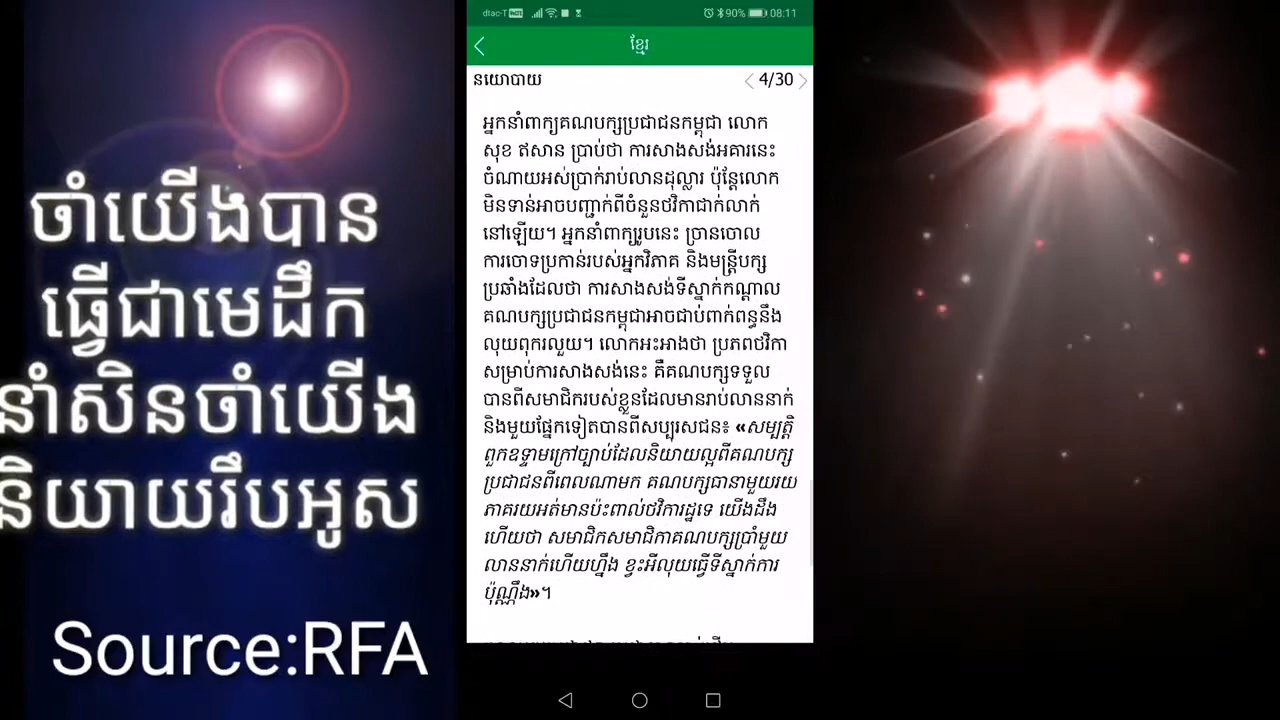 ចាំយើងបាន
ធ្វើជាមេដឹក
នាំសិនចាំយើង
និយាយរឹបអូស
Source:RFA
dtac-T
90%
08:11
ខ្មែរ
នយោបាយ
4/30
អ្នកនាំពាក្យគណបក្សប្រជាជនកម្ពុជា លោក
សុខ ឥសាន ប្រាប់ថា ការសាងសង់អគារនេះ
ចំណាយអស់ប្រាក់រាប់លានដុល្លារ ប៉ុន្តែលោក
មិនទាន់អាចបញ្ជាក់ពីចំនួនថវិកាជាក់លាក់
នៅឡើយ។ អ្នកនាំពាក្យរូបនេះ ច្រានចោល
ការចោទប្រកាន់របស់អ្នកវិភាគ និងមន្ត្រីបក្ស
ប្រឆាំងដែលថា ការសាងសង់ទីស្នាក់កណ្ដាល
គណបក្សប្រជាជនកម្ពុជាអាចជាប់ពាក់ពន្ធនឹង
លុយពុករលួយ។ លោកអះអាងថា ប្រភពថវិកា
សម្រាប់ការសាងសង់នេះ គឺគណបក្សទទួល
បានពីសមាជិករបស់ខ្លួនដែលមានរាប់លាននាក់
និងមួយផ្នែកទៀតបានពីសប្បុរសជន៖ «សម្បត្តិ
ពួកឧទ្ទាមក្រៅច្បាប់ដែលនិយាយល្អពីគណបក្ស
ប្រជាជនពីពេលណាមក គណបក្សធានាមួយរយ
ភាគរយអត់មានប៉ះពាល់ថវិការដ្ឋទេ យើងដឹង
ហើយថា សមាជិកសមាជិកាគណបក្សប្រាំមួយ
លាននាក់ហើយហ្នឹង ខ្វះអីលុយធ្វើទីស្នាក់ការ
ប៉ុណ្ណឹង»។